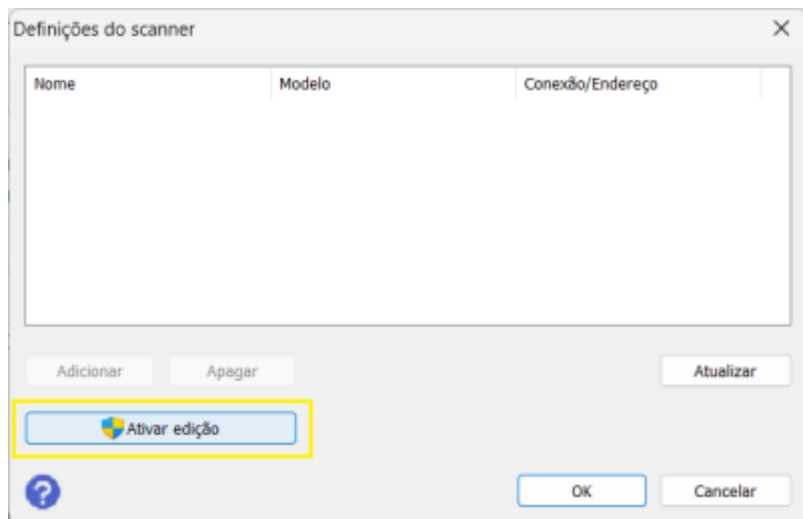 Definições do scanner
Nome Modelo Conexão/Endereço
Adicionar Apagar Atualizar
Ativar edição
? OK Cancelar